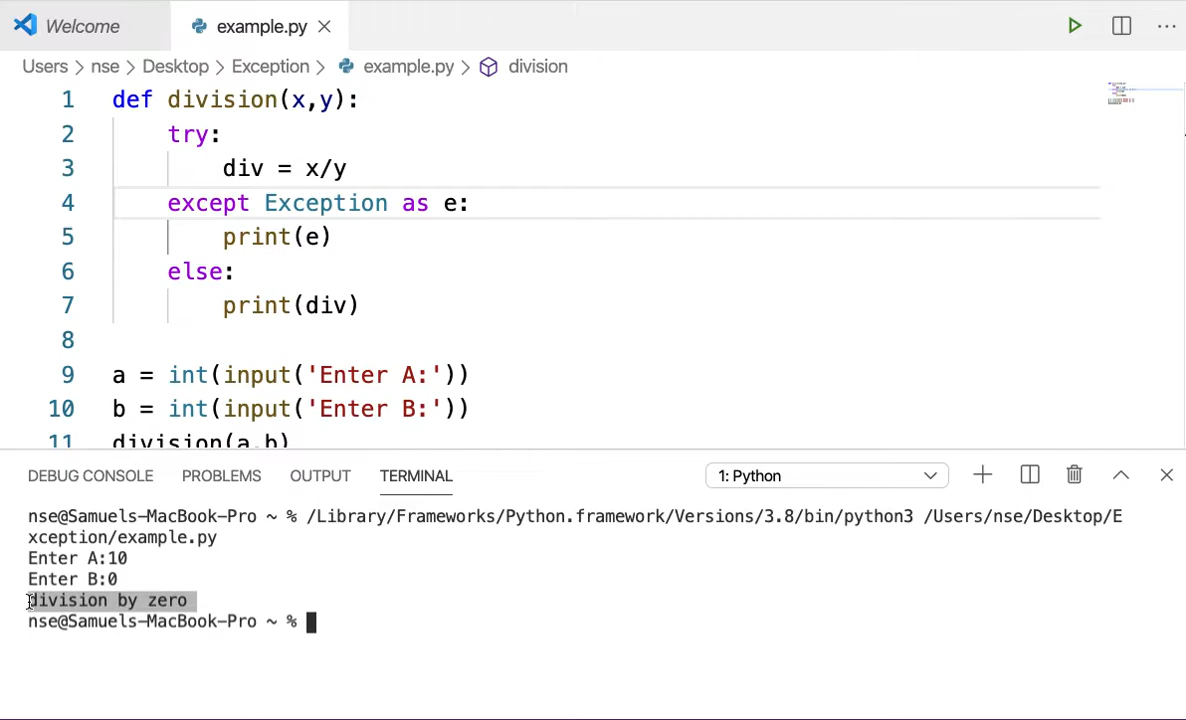 Welcome
example.py
Users > nse > Desktop > Exception > example.py > division
1 def division(x,y):
2 try:
3 div = x/y
4 except Exception as e:
5 print(e)
6 else:
7 print(div)
8
9 a = int(input('Enter A:'))
10 b = int(input('Enter B:'))
11 division(a,b)
DEBUG CONSOLE PROBLEMS OUTPUT TERMINAL 1: Python
nse@Samuels-MacBook-Pro ~ % /Library/Frameworks/Python.framework/Versions/3.8/bin/python3 /Users/nse/Desktop/E
xception/example.py
Enter A:10
Enter B:0
division by zero
nse@Samuels-MacBook-Pro ~ %